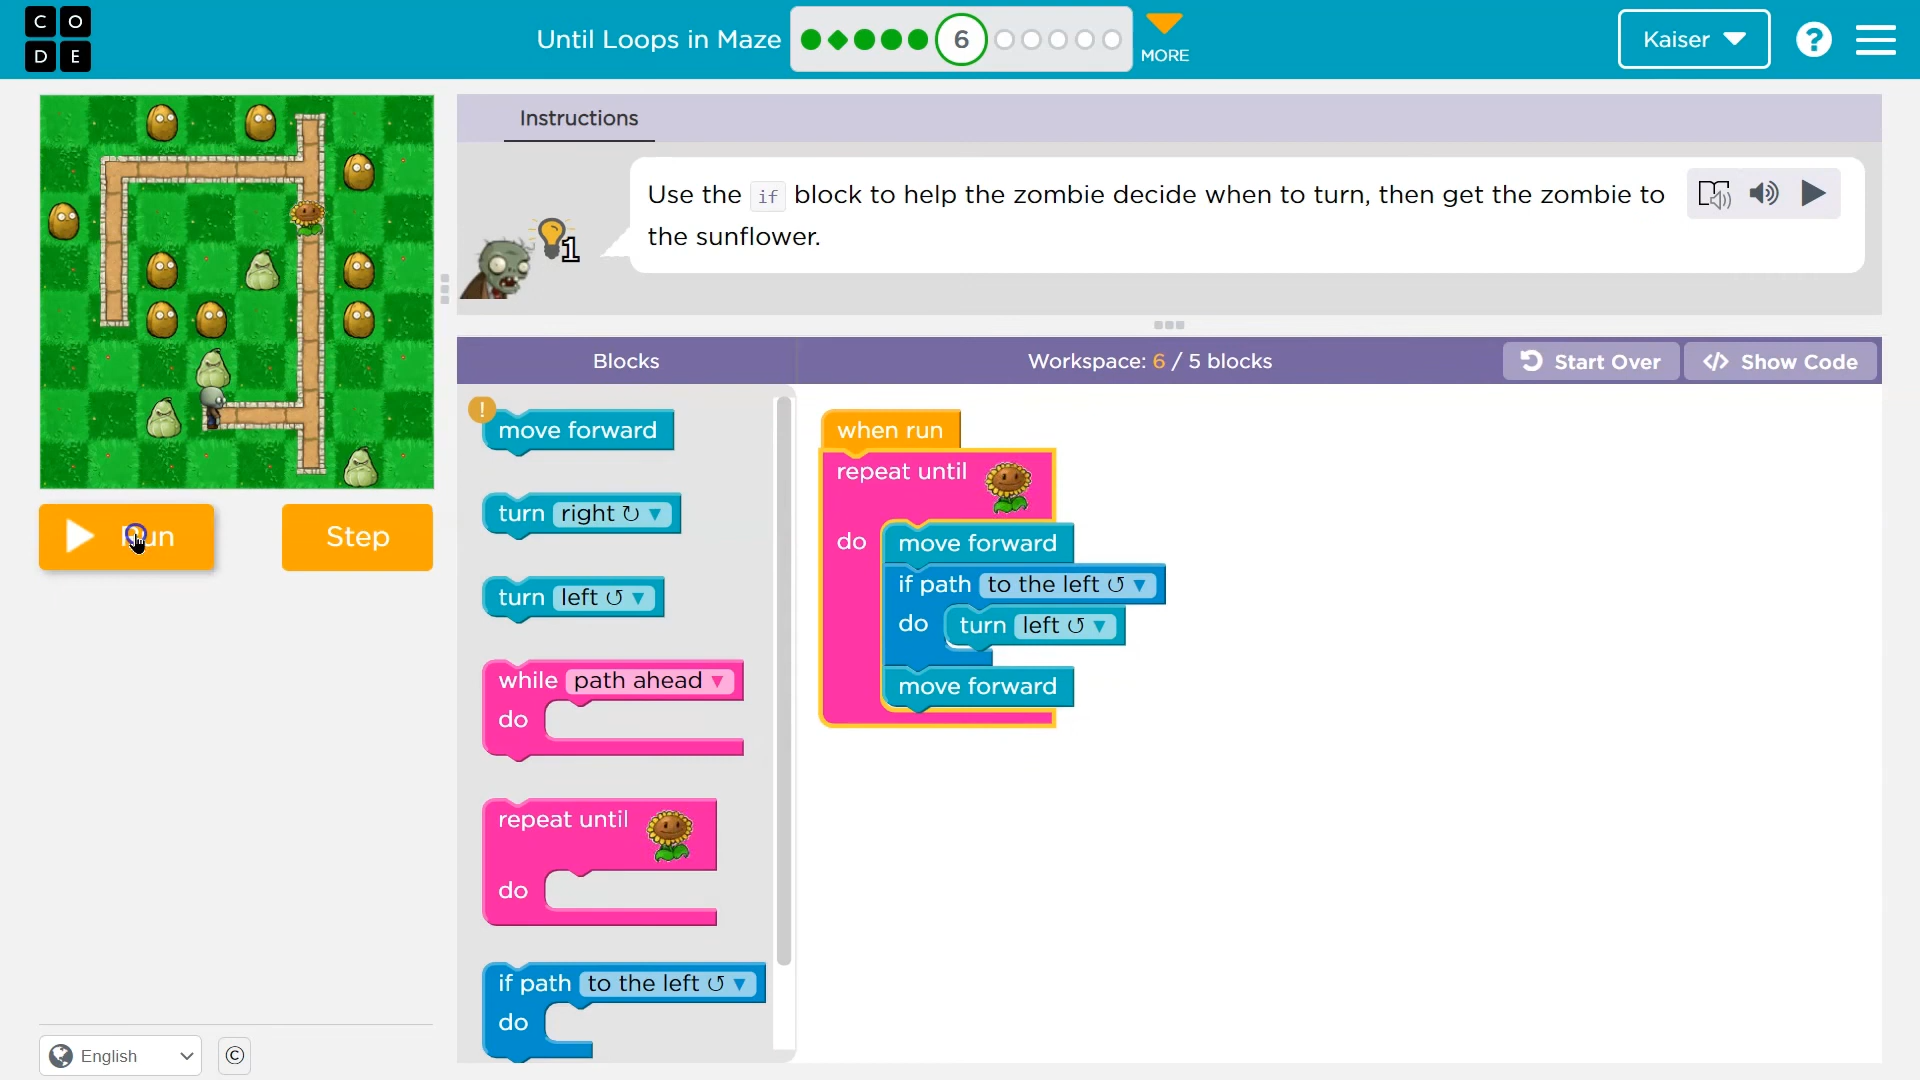 C O
D E
Until Loops in Maze
6
MORE
Kaiser
?
Instructions
Use the if block to help the zombie decide when to turn, then get the zombie to
the sunflower.
1
Blocks
Workspace: 6 / 5 blocks
Start Over
</> Show Code
!
move forward
turn right ↻ ▼
turn left ↺ ▼
while path ahead ▼
do
repeat until
do
if path to the left ↺ ▼
do
when run
repeat until
do
move forward
if path to the left ↺ ▼
do turn left ↺ ▼
move forward
Run
Step
English
©